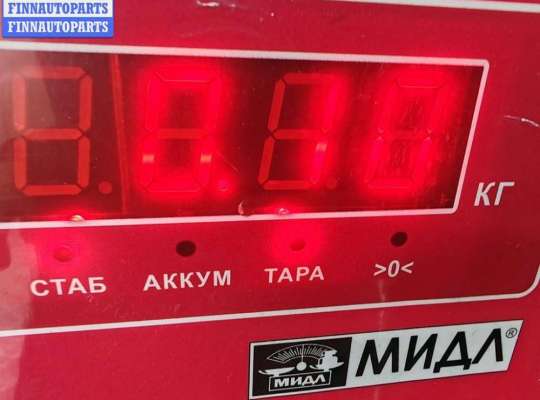 FINNAUTOPARTS
FINNAUTOPARTS
КГ
СТАБ АККУМ ТАРА >0<
МИДЛ МИДЛ®